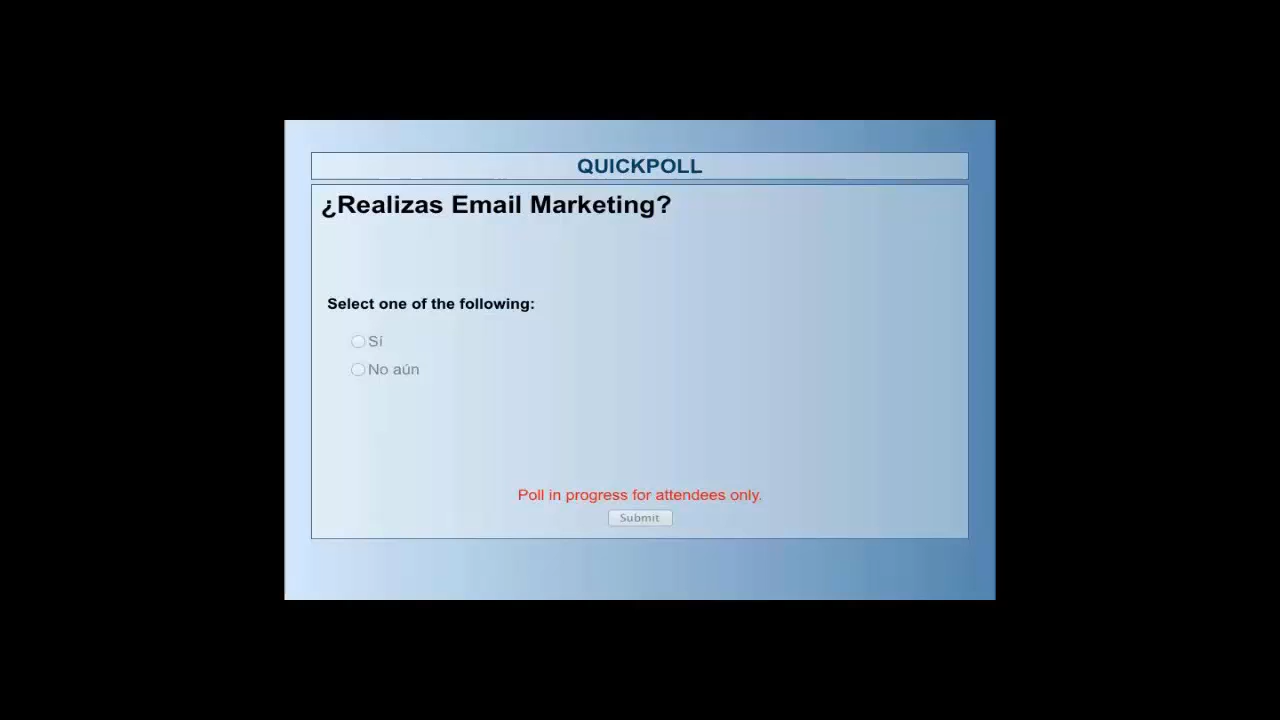 QUICKPOLL
¿Realizas Email Marketing?
Select one of the following:
Sí
No aún
Poll in progress for attendees only.
Submit